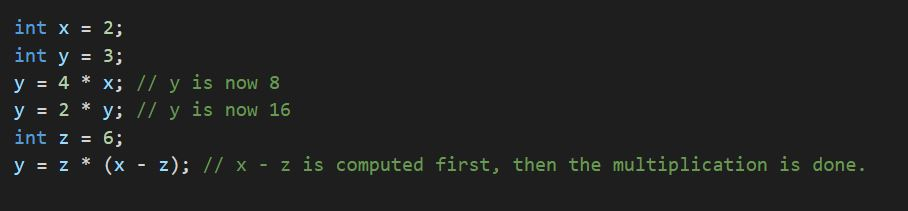 int x = 2;
int y = 3;
y = 4 * x; // y is now 8
y = 2 * y; // y is now 16
int z = 6;
y = z * (x - z); // x - z is computed first, then the multiplication is done.